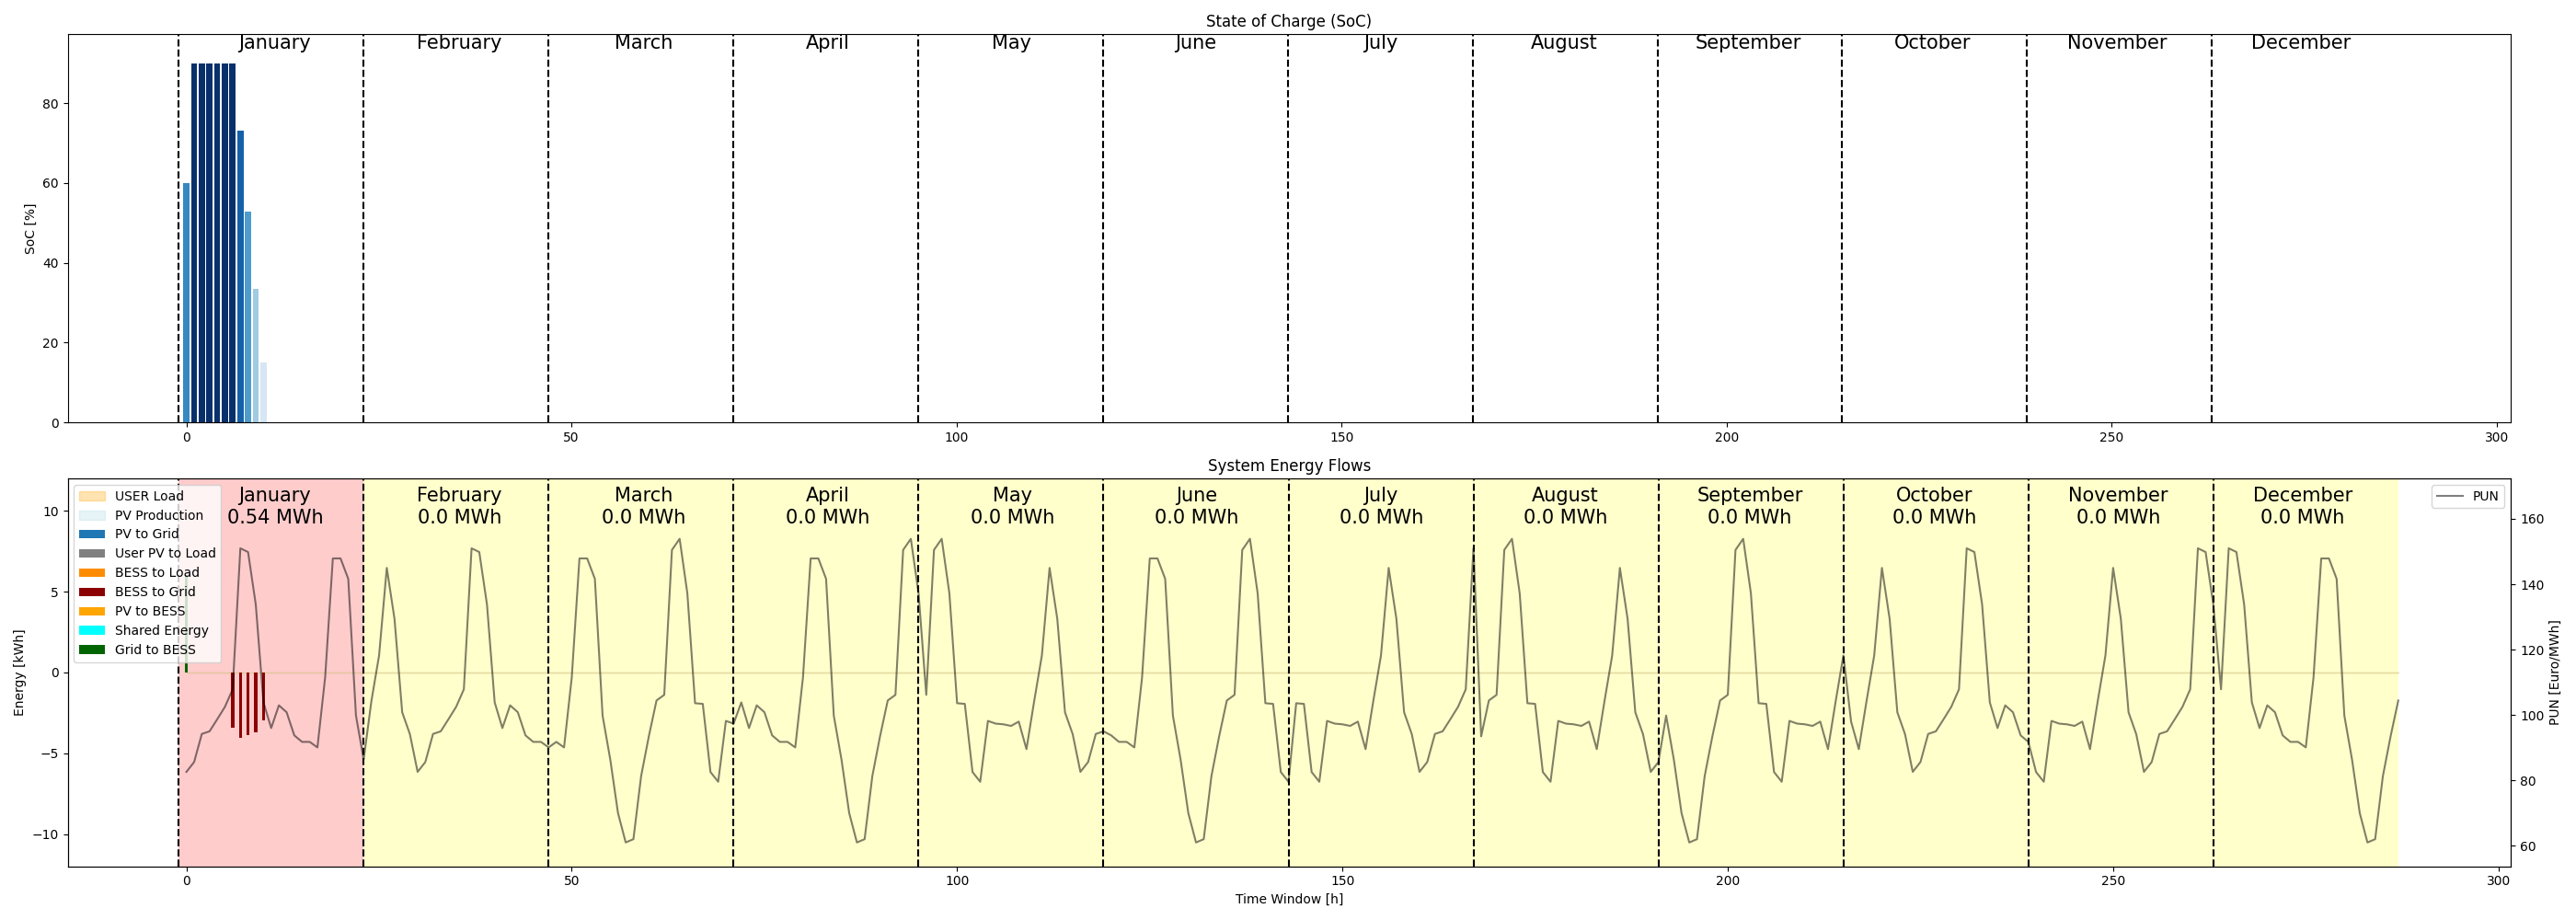 State of Charge (SoC)
January February March April May June July August September October November December
80
60
40
20
0
SoC [%]
0 50 100 150 200 250 300
System Energy Flows
January February March April May June July August September October November December
0.54 MWh 0.0 MWh 0.0 MWh 0.0 MWh 0.0 MWh 0.0 MWh 0.0 MWh 0.0 MWh 0.0 MWh 0.0 MWh 0.0 MWh 0.0 MWh
USER Load
PV Production
PV to Grid
User PV to Load
BESS to Load
BESS to Grid
PV to BESS
Shared Energy
Grid to BESS
PUN
10
5
0
−5
−10
Energy [kWh]
160
140
120
100
80
60
PUN [Euro/MWh]
0 50 100 150 200 250 300
Time Window [h]